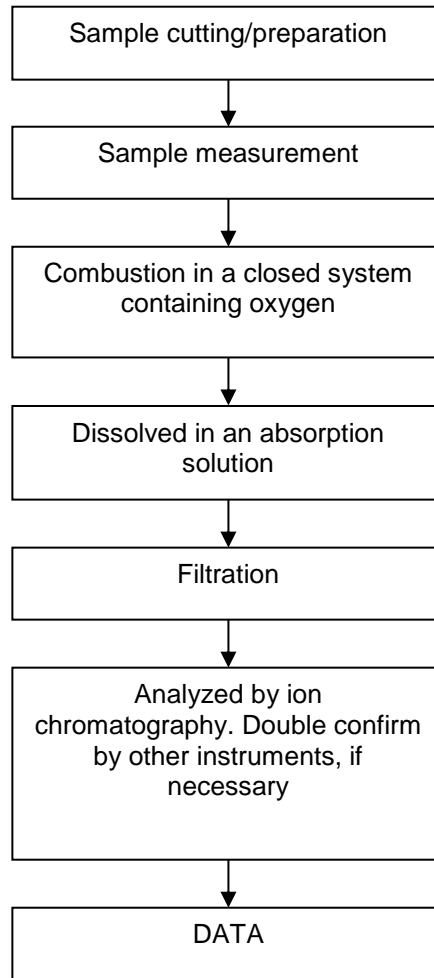 Sample cutting/preparation
Sample measurement
Combustion in a closed system
containing oxygen
Dissolved in an absorption
solution
Filtration
Analyzed by ion
chromatography. Double confirm
by other instruments, if
necessary
DATA